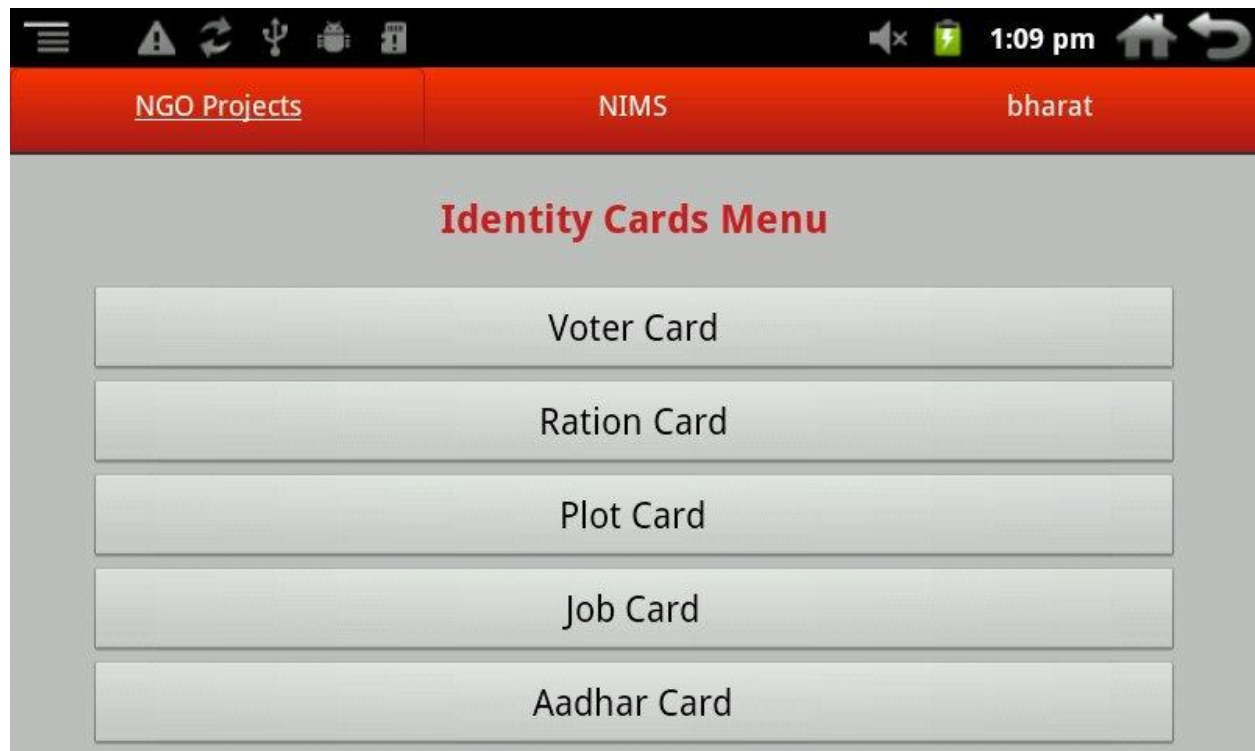 1:09 pm
NGO Projects NIMS bharat
Identity Cards Menu
Voter Card
Ration Card
Plot Card
Job Card
Aadhar Card